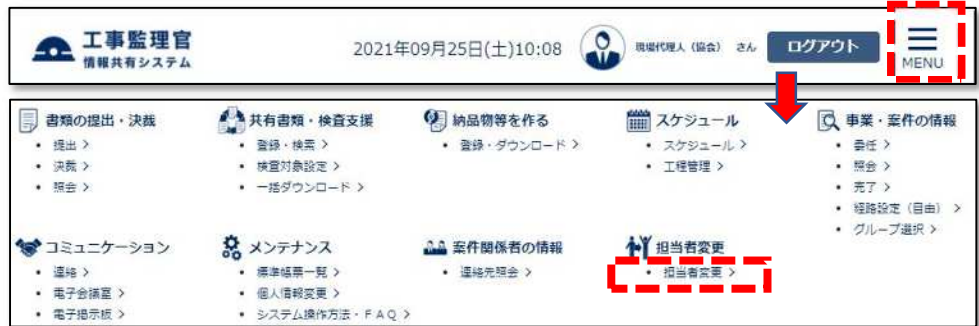 工事監理官
情報共有システム
2021年09月25日(土)10:08
現場代理人（協会） さん
ログアウト
MENU
書類の提出・決裁
・ 提出 >
・ 決裁 >
・ 照会 >
共有書類・検査支援
・ 登録・検索 >
・ 検査対象設定 >
・ 一括ダウンロード >
納品物等を作る
・ 登録・ダウンロード >
スケジュール
・ スケジュール >
・ 工程管理 >
事業・案件の情報
・ 委任 >
・ 照会 >
・ 完了 >
・ 経路設定（自由） >
・ グループ選択 >
コミュニケーション
・ 連絡 >
・ 電子会議室 >
・ 電子掲示板 >
メンテナンス
・ 標準帳票一覧 >
・ 個人情報変更 >
・ システム操作方法・ＦＡＱ >
案件関係者の情報
・ 連絡先照会 >
担当者変更
・ 担当者変更 >